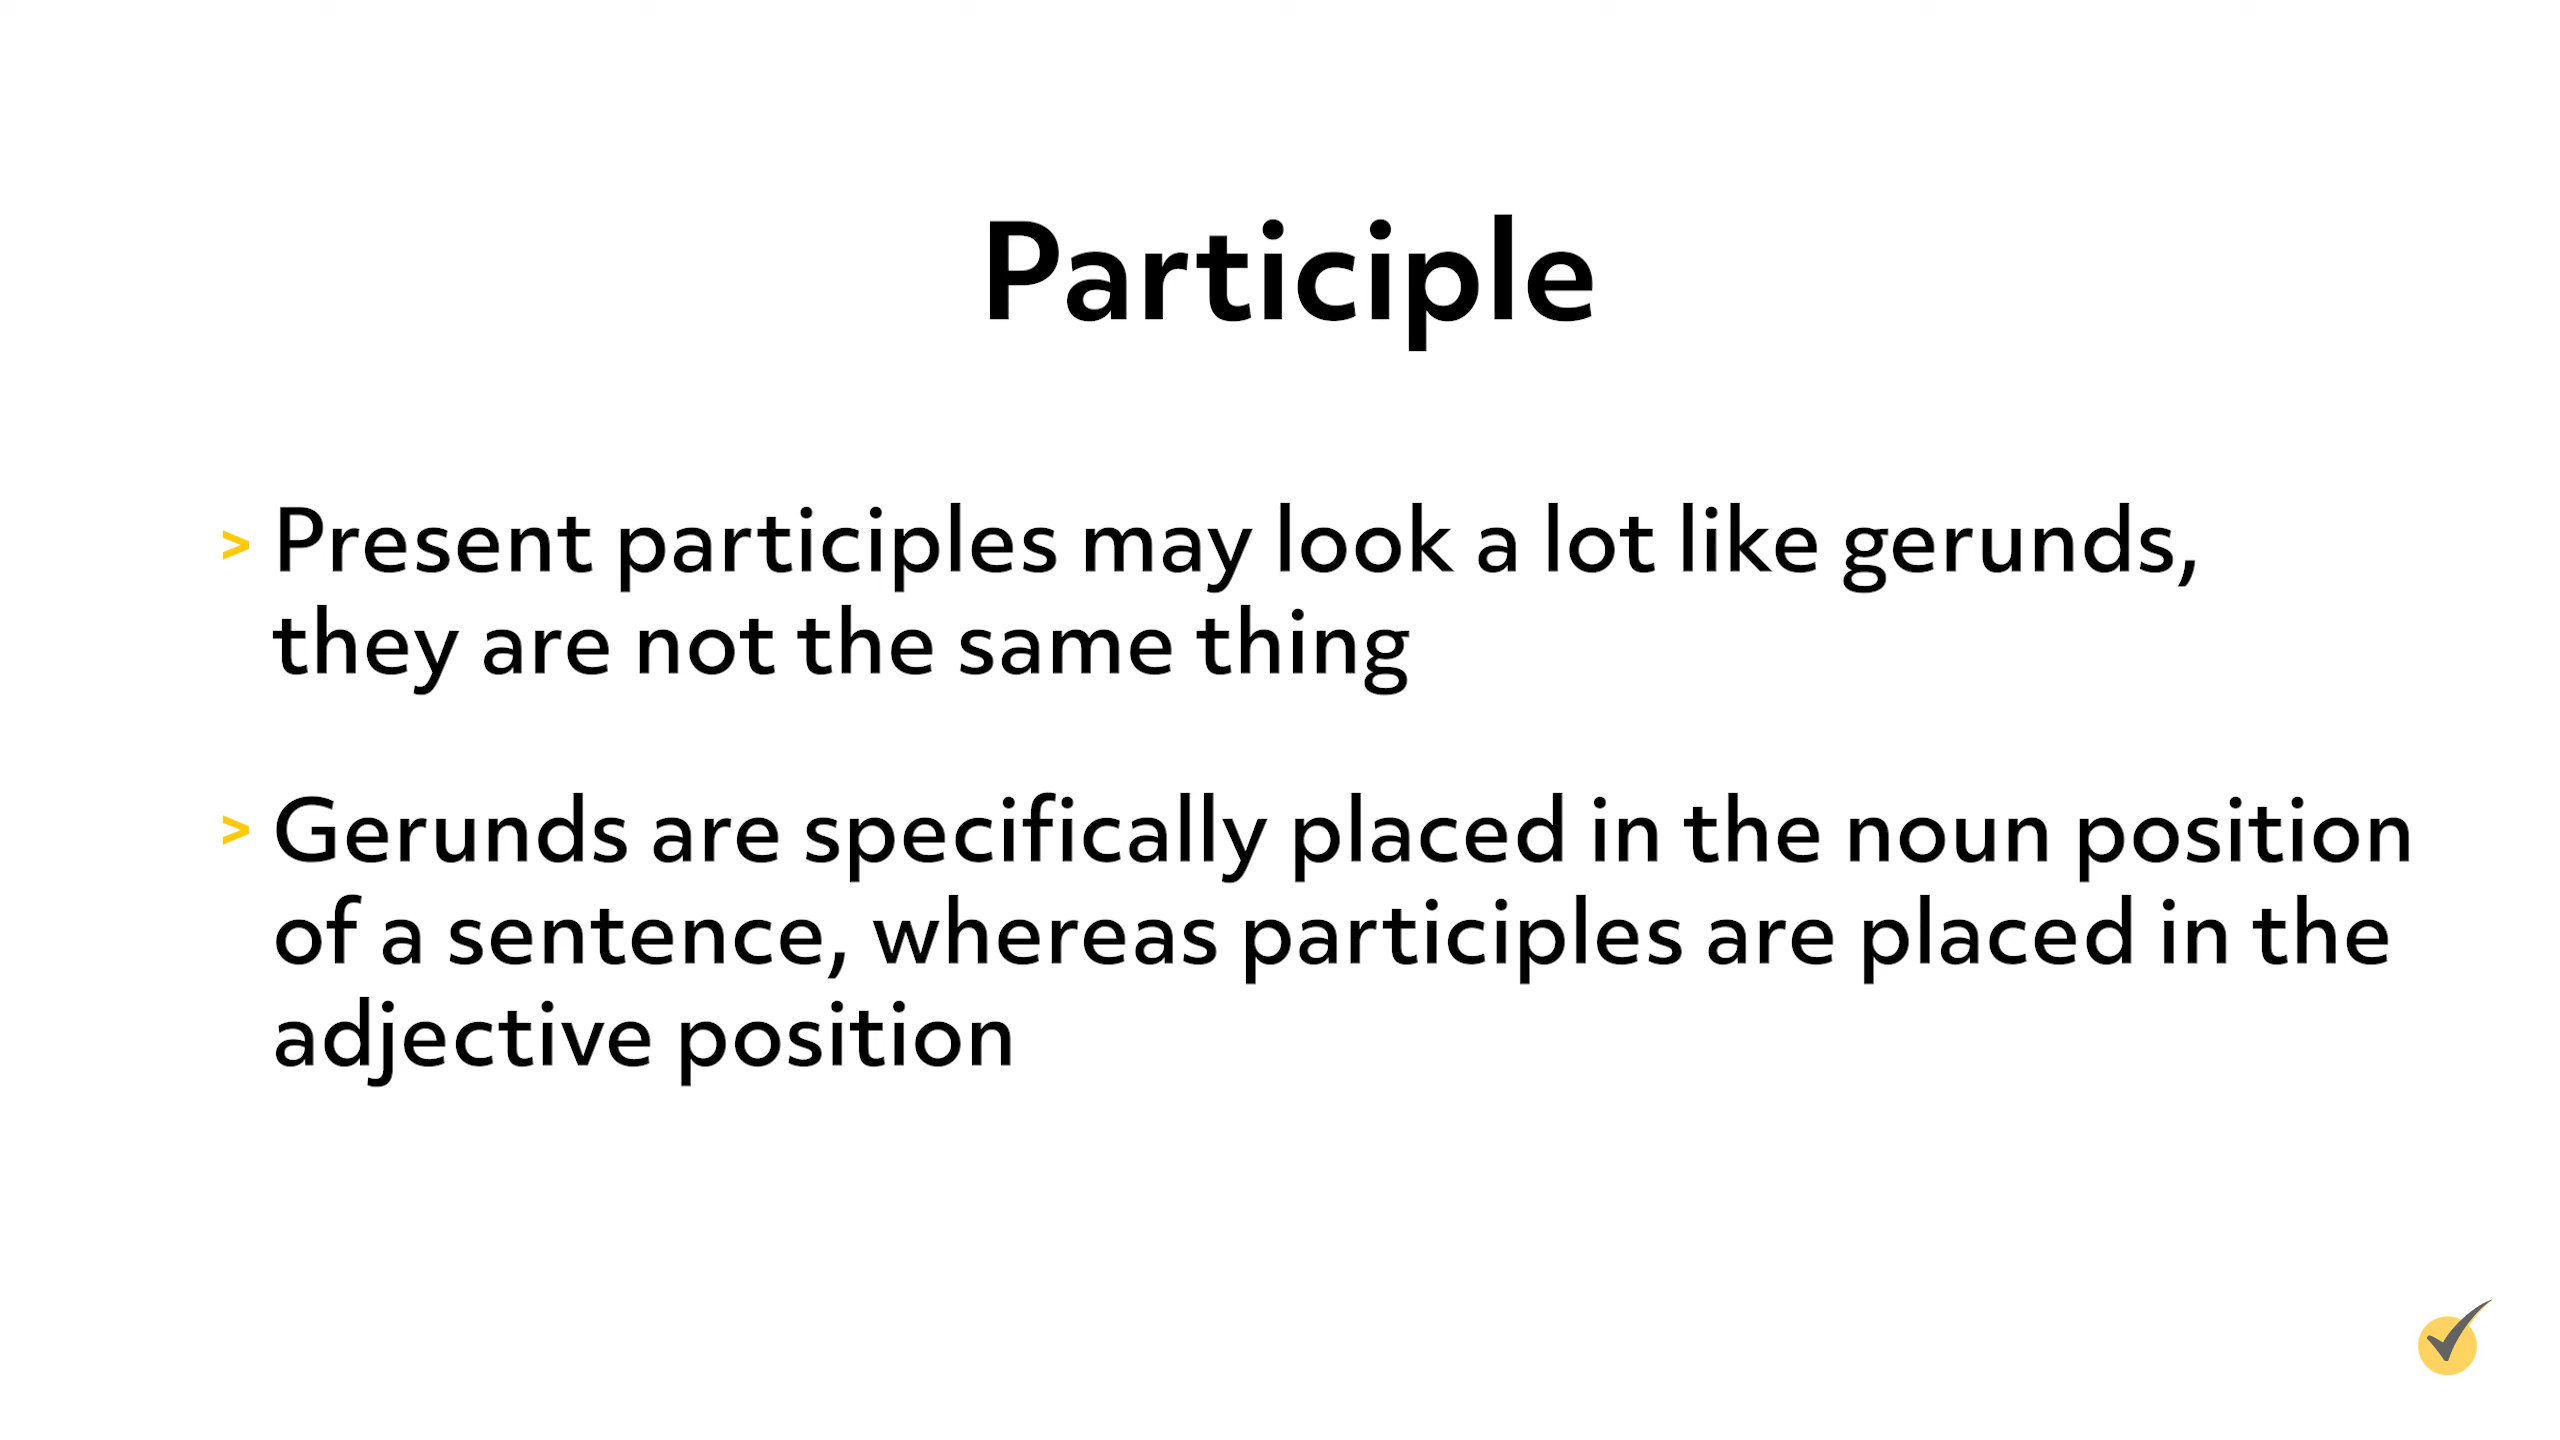 Participle
> Present participles may look a lot like gerunds,
they are not the same thing
> Gerunds are specifically placed in the noun position
of a sentence, whereas participles are placed in the
adjective position